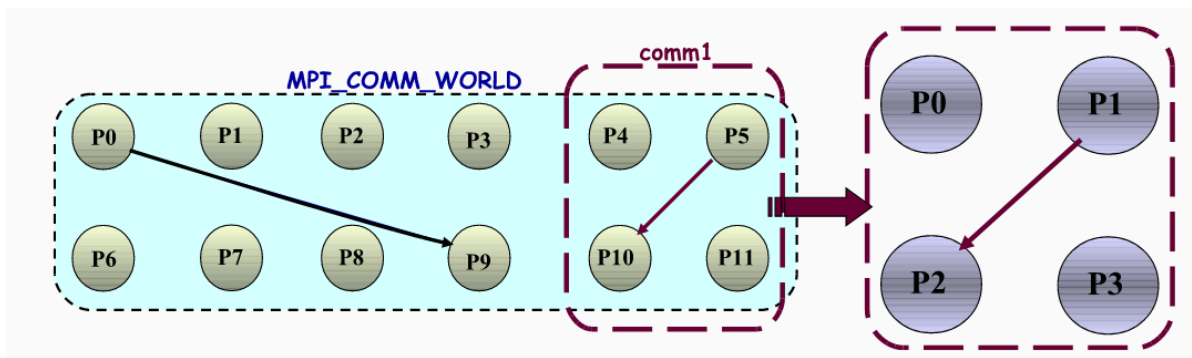 comm1
MPI_COMM_WORLD
P0 P1 P2 P3 P4 P5
P6 P7 P8 P9 P10 P11
P0 P1
P2 P3